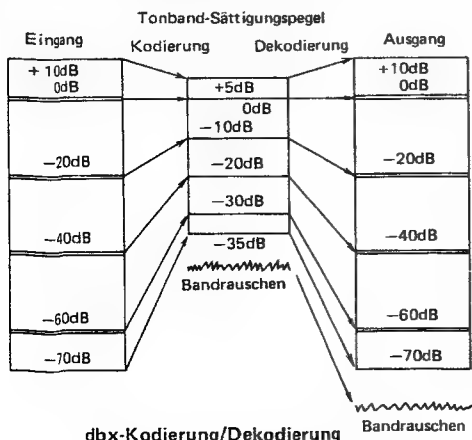 Tonband-Sättigungspegel
Eingang
Kodierung
Dekodierung
Ausgang
+ 10dB
0dB
−20dB
−40dB
−60dB
−70dB
+5dB
0dB
−10dB
−20dB
−30dB
−35dB
Bandrauschen
+10dB
0dB
−20dB
−40dB
−60dB
−70dB
Bandrauschen
dbx-Kodierung/Dekodierung